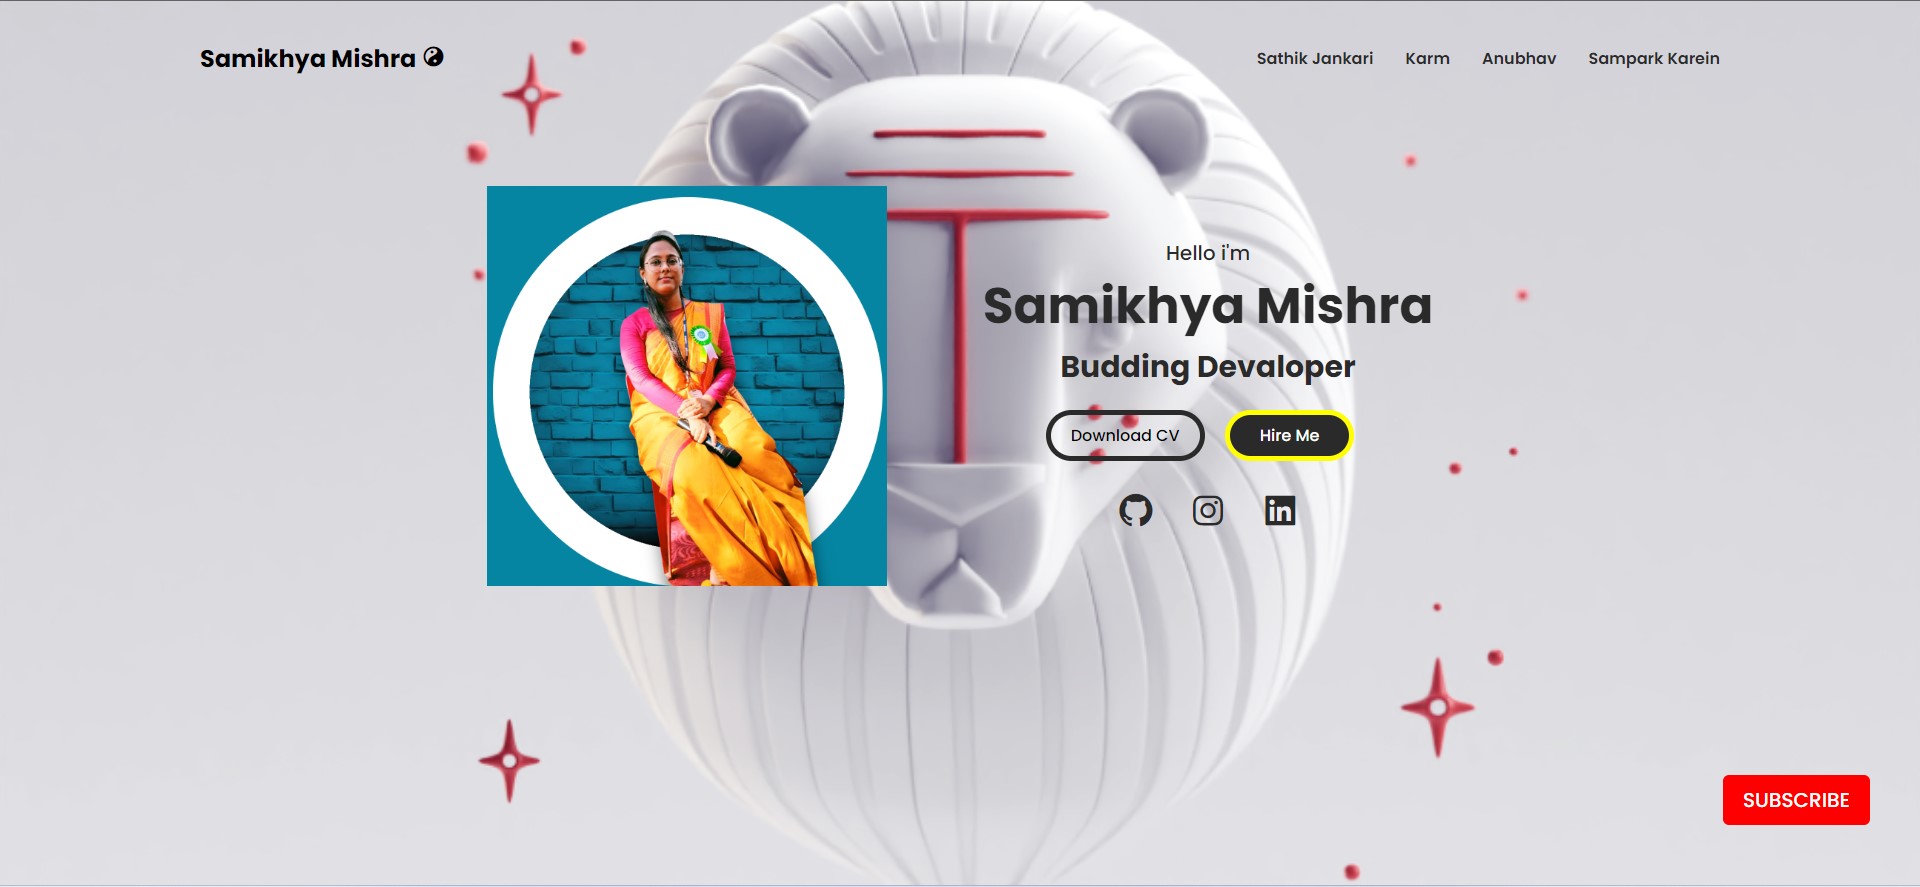 Samikhya Mishra ☯
Sathik Jankari Karm Anubhav Sampark Karein
Hello i'm
Samikhya Mishra
Budding Devaloper
Download CV Hire Me
SUBSCRIBE